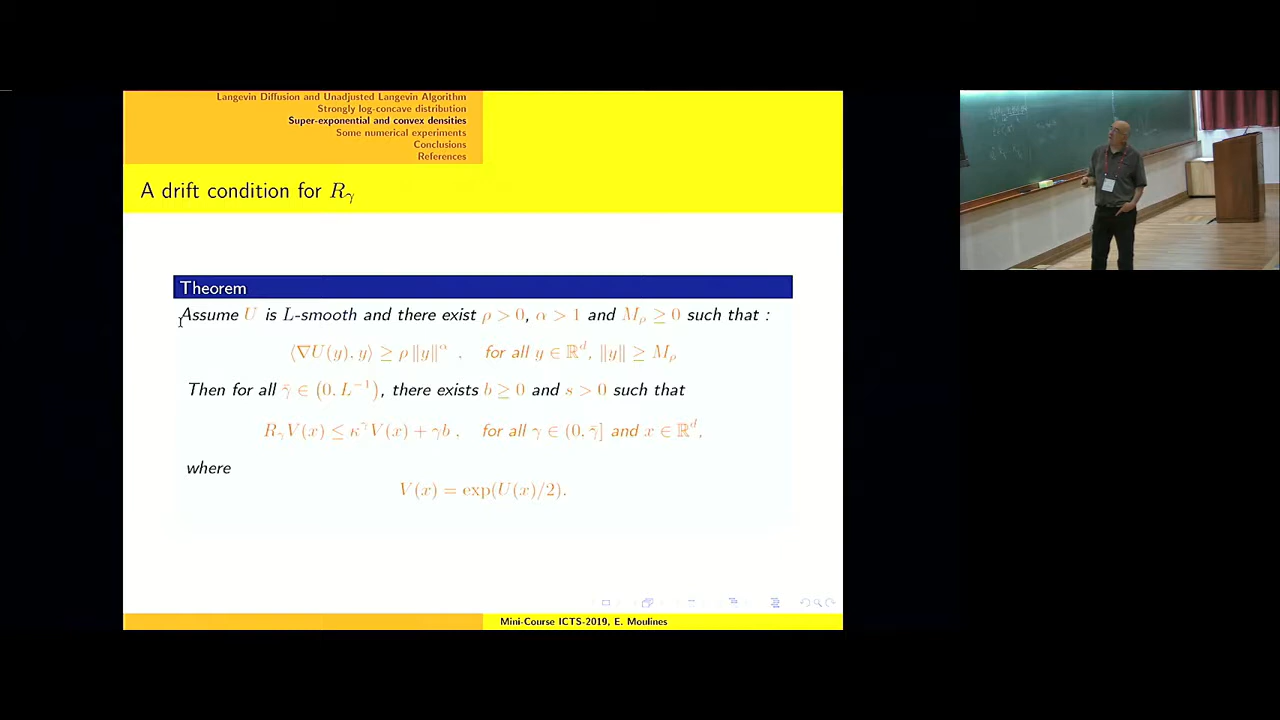 Langevin Diffusion and Unadjusted Langevin Algorithm
Strongly log-concave distribution
Super-exponential and convex densities
Some numerical experiments
Conclusions
References
A drift condition for R_γ
Theorem
Assume U is L-smooth and there exist ρ > 0, α > 1 and M_ρ ≥ 0 such that :
⟨∇U(y), y⟩ ≥ ρ ‖y‖^α , for all y ∈ ℝ^d, ‖y‖ ≥ M_ρ
Then for all γ̄ ∈ (0, L^{-1}), there exists b ≥ 0 and s > 0 such that
R_γ V(x) ≤ κ^γ V(x) + γb , for all γ ∈ (0, γ̄] and x ∈ ℝ^d,
where
V(x) = exp(U(x)/2).
Mini-Course ICTS-2019, E. Moulines